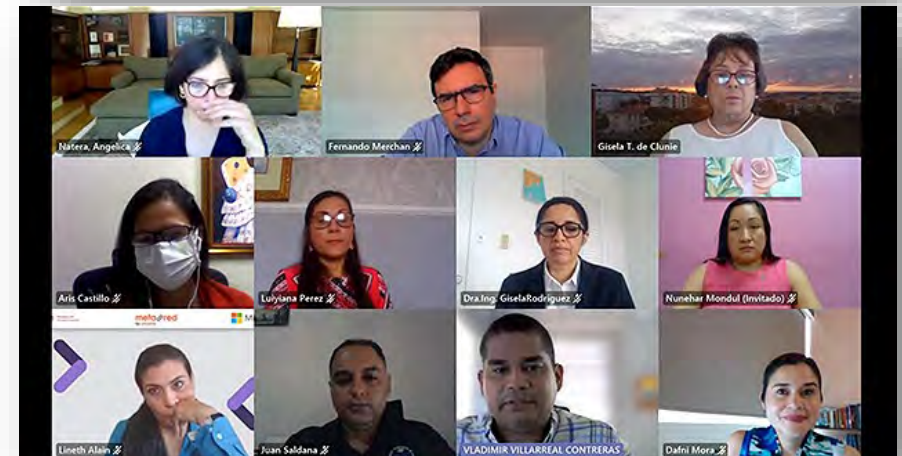 Natera, Angelica
Fernando Merchan
Gisela T. de Clunie
Aris Castillo
Luiyiana Perez
Dra.Ing. GiselaRodriguez
Nunehar Mondul (Invitado)
metared
Lineth Alain
Juan Saldana
VLADIMIR VILLARREAL CONTRERAS
Dafni Mora